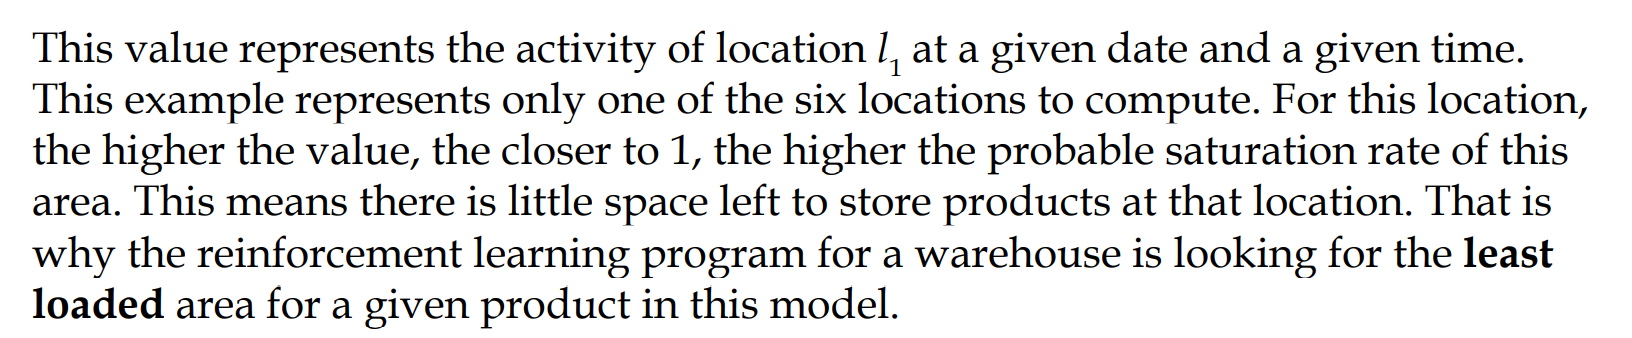 This value represents the activity of location l₁ at a given date and a given time.
This example represents only one of the six locations to compute. For this location,
the higher the value, the closer to 1, the higher the probable saturation rate of this
area. This means there is little space left to store products at that location. That is
why the reinforcement learning program for a warehouse is looking for the least
loaded area for a given product in this model.